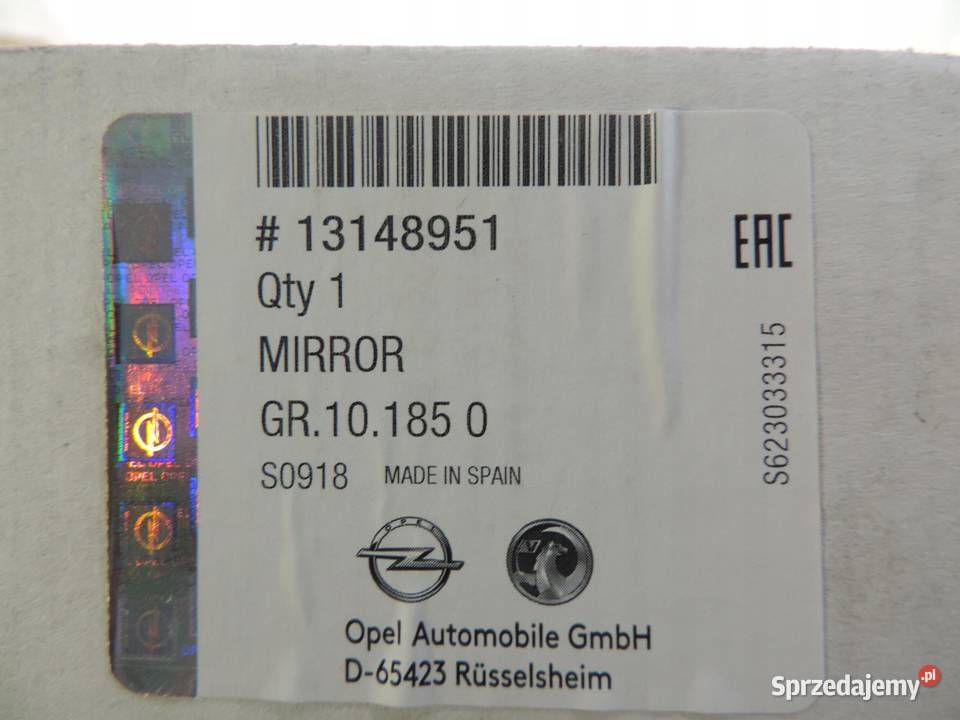 # 13148951
EAC
Qty 1
MIRROR
GR.10.185 0
S0918 MADE IN SPAIN
S623033315
OPEL
Opel Automobile GmbH
D-65423 Rüsselsheim
Sprzedajemy.pl